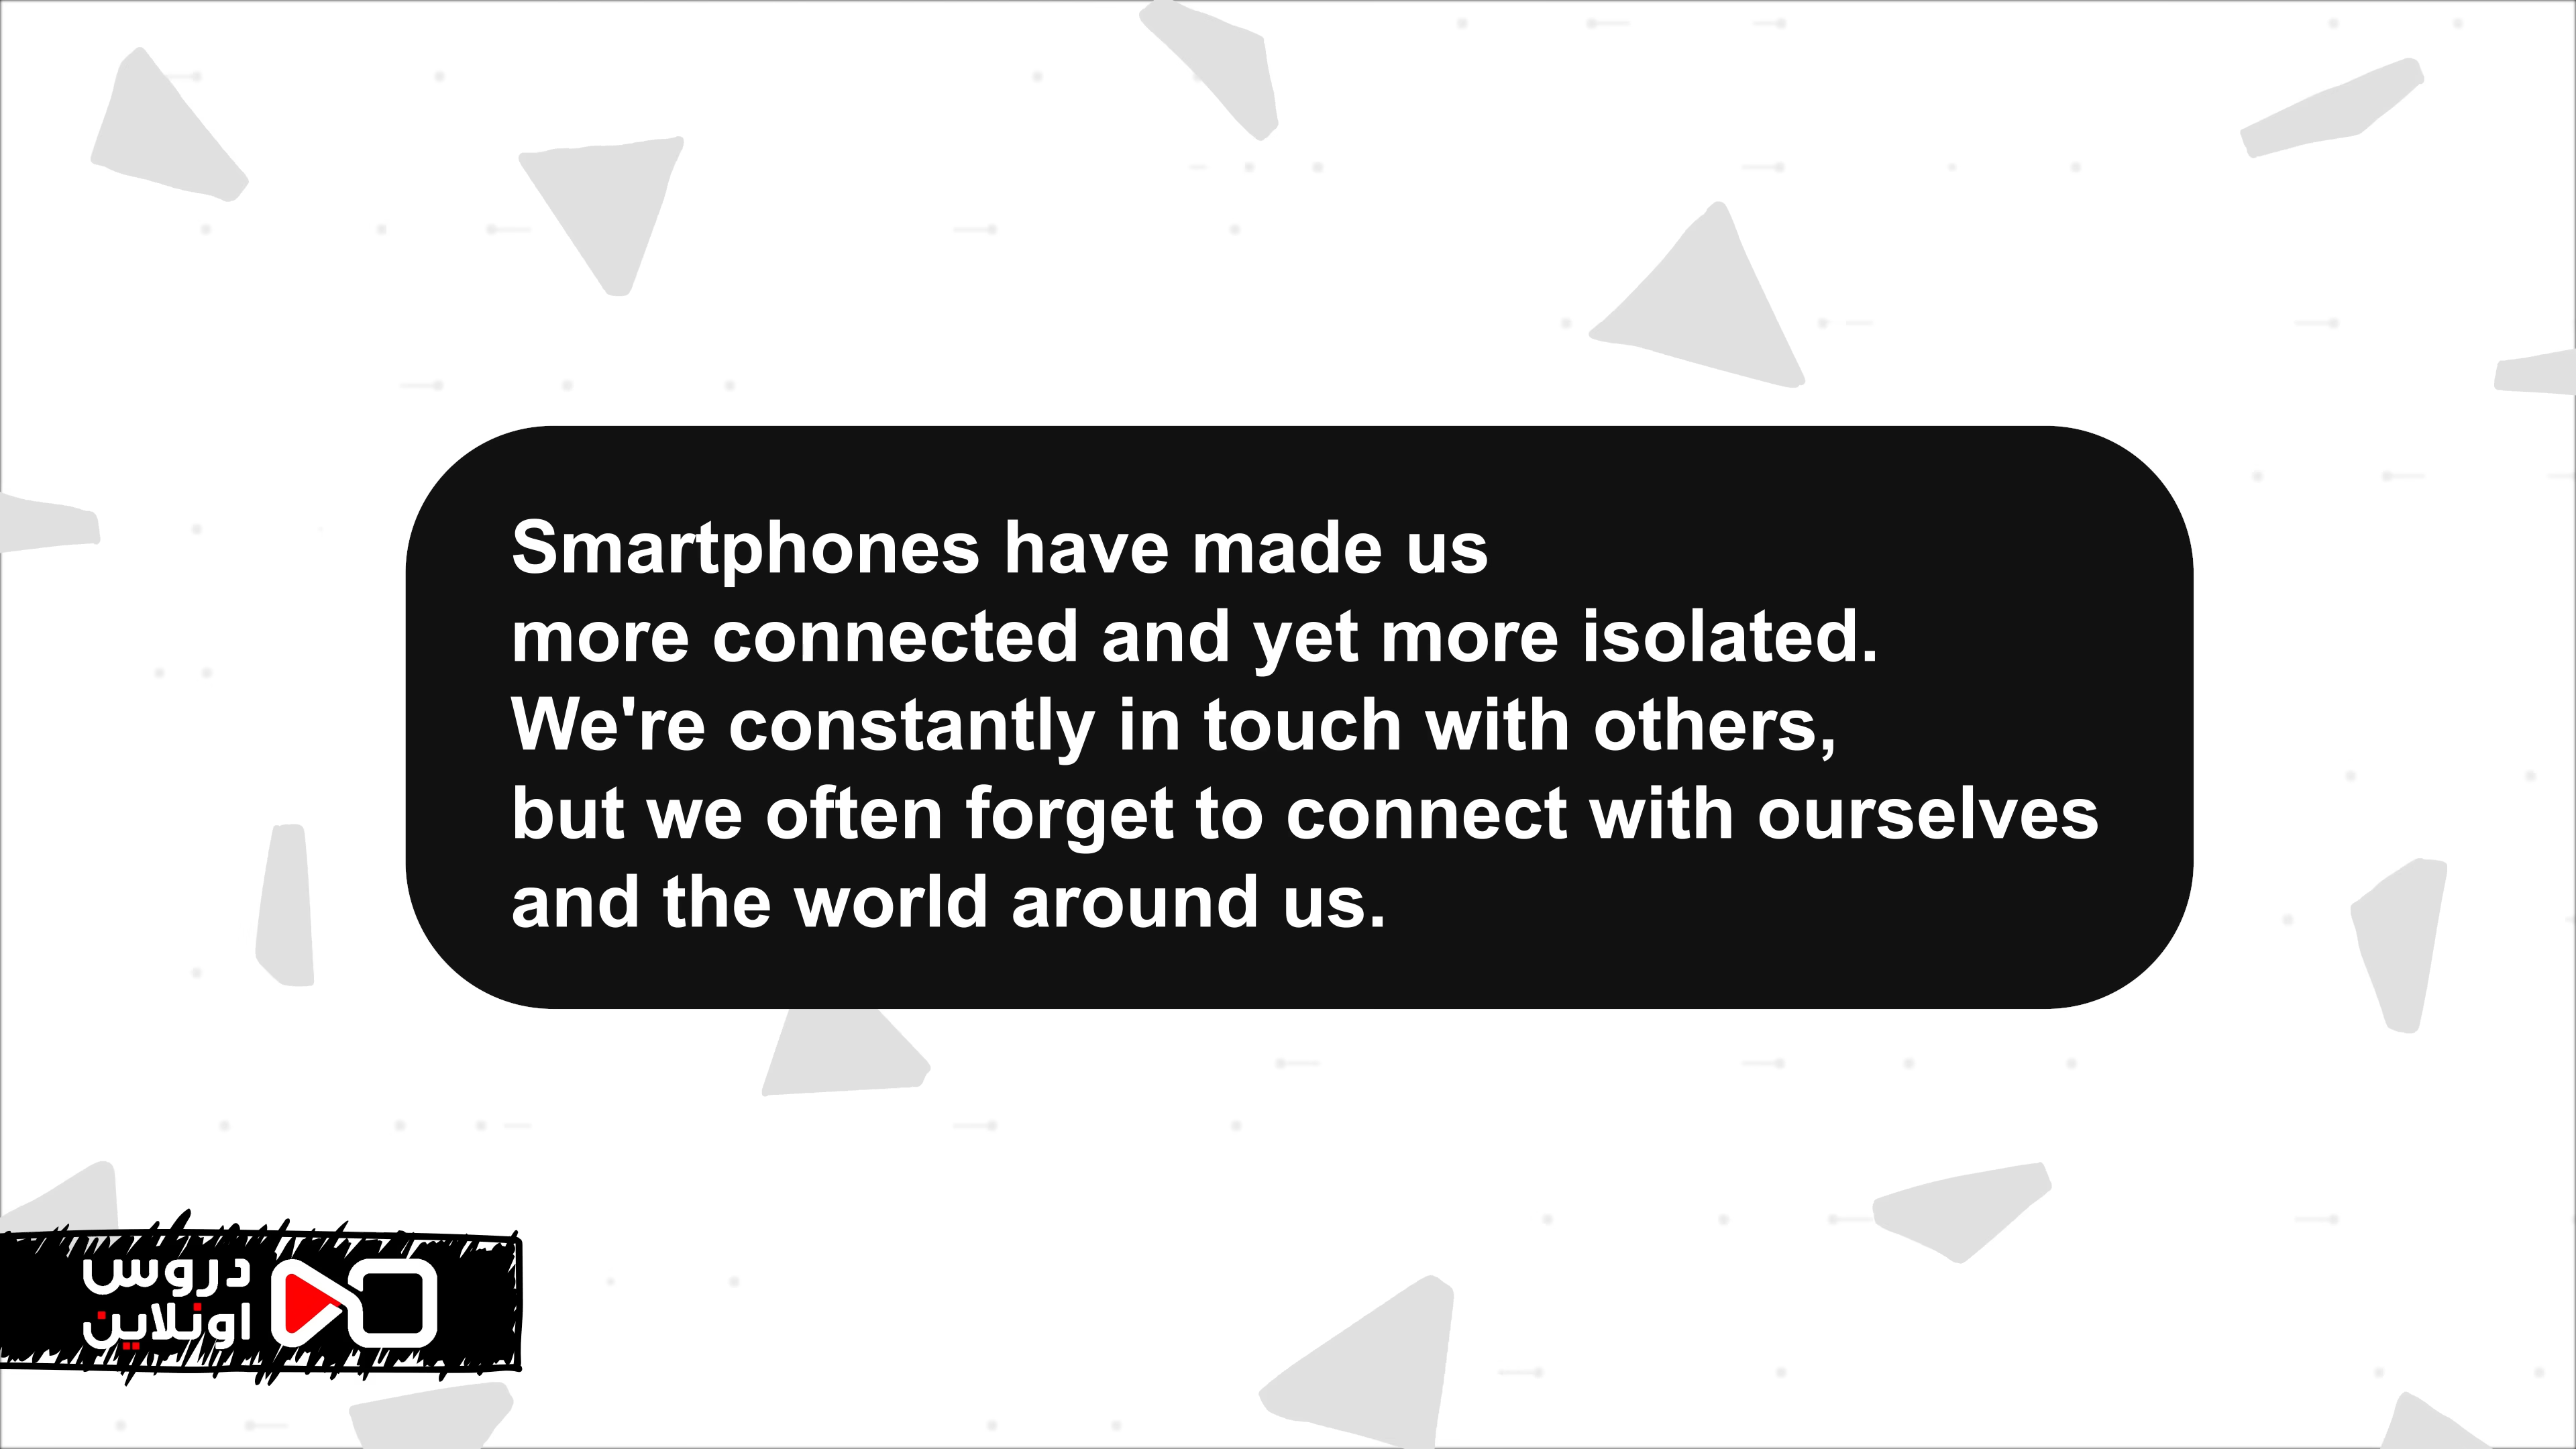 Smartphones have made us
more connected and yet more isolated.
We're constantly in touch with others,
but we often forget to connect with ourselves
and the world around us.
دروس
اونلاين